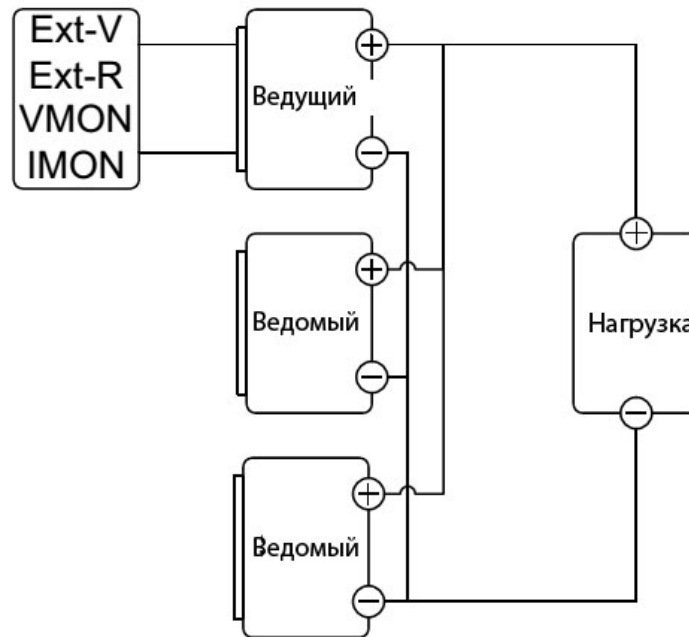 Ext-V
Ext-R
VMON
IMON
Ведущий
+
−
Ведомый
+
−
Нагрузка
+
−
Ведомый
+
−